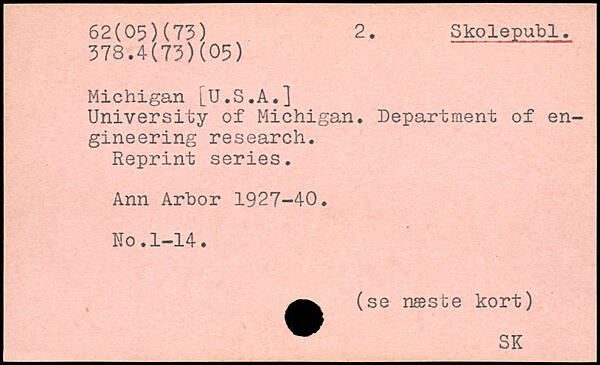 62(05)(73) 2. Skolepubl.
378.4(73)(05)
Michigan [U.S.A.]
University of Michigan. Department of en-
gineering research.
Reprint series.
Ann Arbor 1927-40.
No.1-14.
(se næste kort)
SK